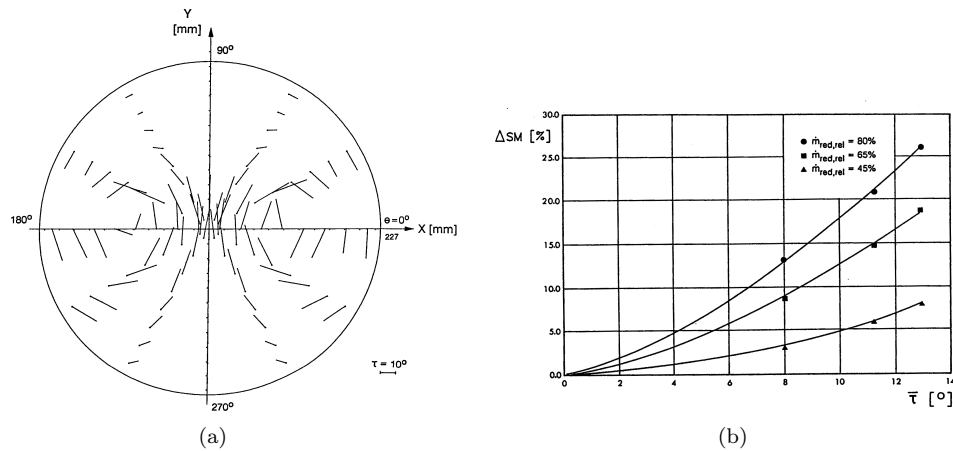 Y
[mm]
90°
180°
θ=0°
X [mm]
227
τ = 10°
270°
(a)
ΔSM [%]
30.0
25.0
20.0
15.0
10.0
5.0
0.0
● ṁred,rel = 80%
■ ṁred,rel = 65%
▲ ṁred,rel = 45%
0 2 4 6 8 10 12 14
τ̄ [°]
(b)